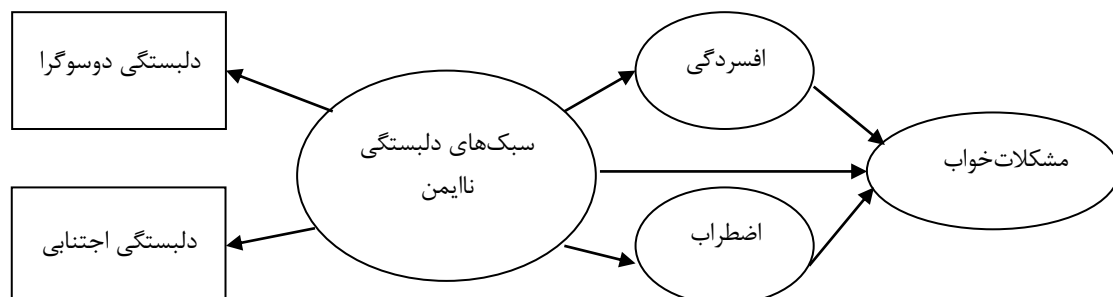 دلبستگی دوسوگرا
افسردگی
سبک‌های دلبستگی
ناایمن
مشکلات‌خواب
دلبستگی اجتنابی
اضطراب